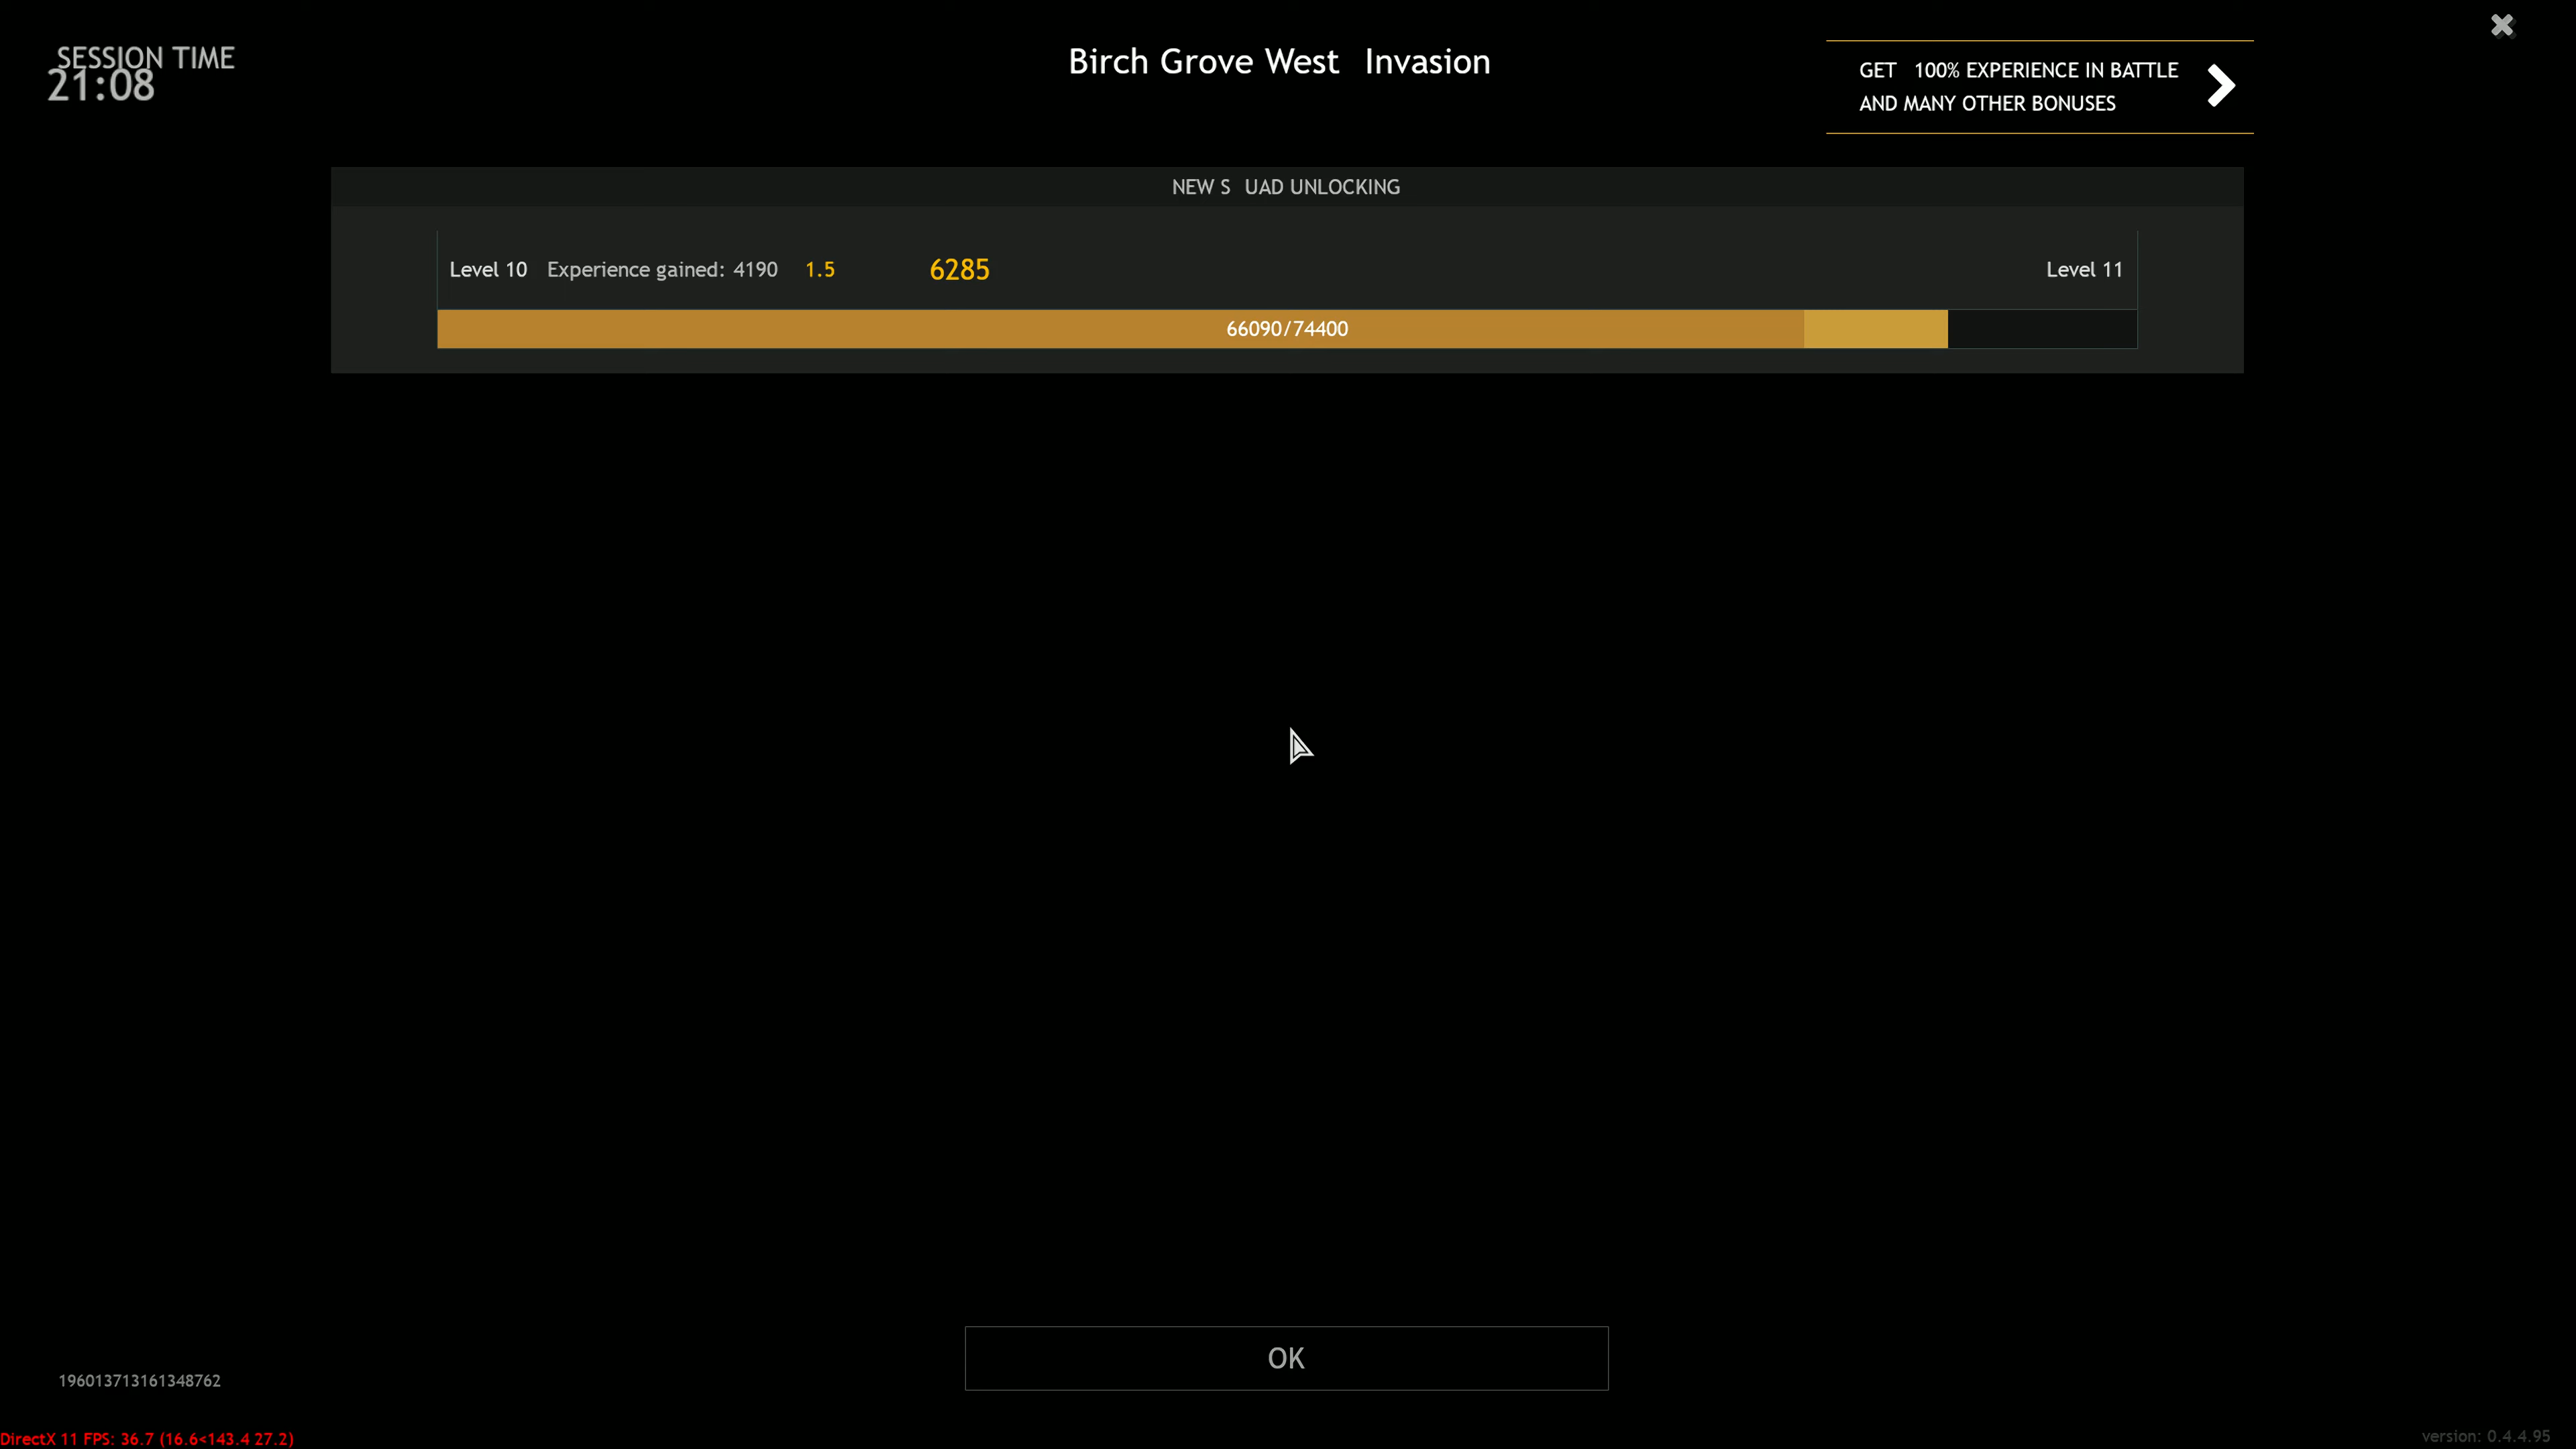 SESSION TIME
21:08
Birch Grove West Invasion
GET 100% EXPERIENCE IN BATTLE
AND MANY OTHER BONUSES
NEW S UAD UNLOCKING
Level 10 Experience gained: 4190 1.5 6285 Level 11
66090/74400
OK
196013713161348762
DirectX 11 FPS: 36.7 (16.6<143.4 27.2)
version: 0.4.4.95